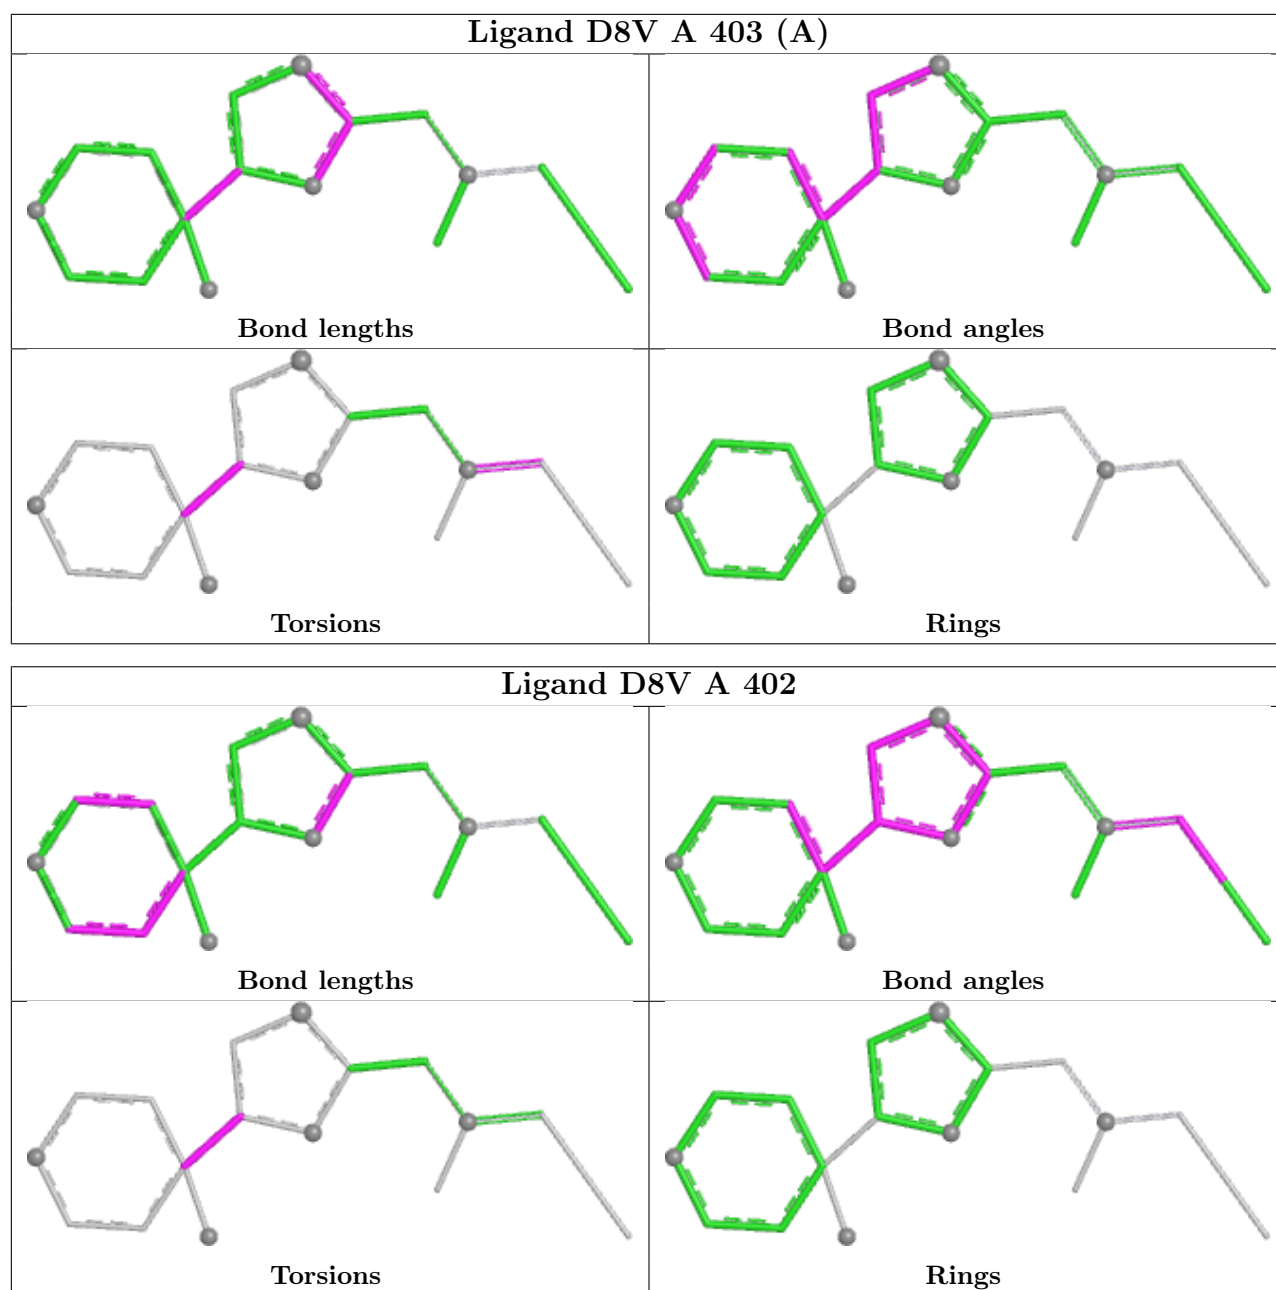 Ligand D8V A 403 (A)
Bond lengths
Bond angles
Torsions
Rings
Ligand D8V A 402
Bond lengths
Bond angles
Torsions
Rings